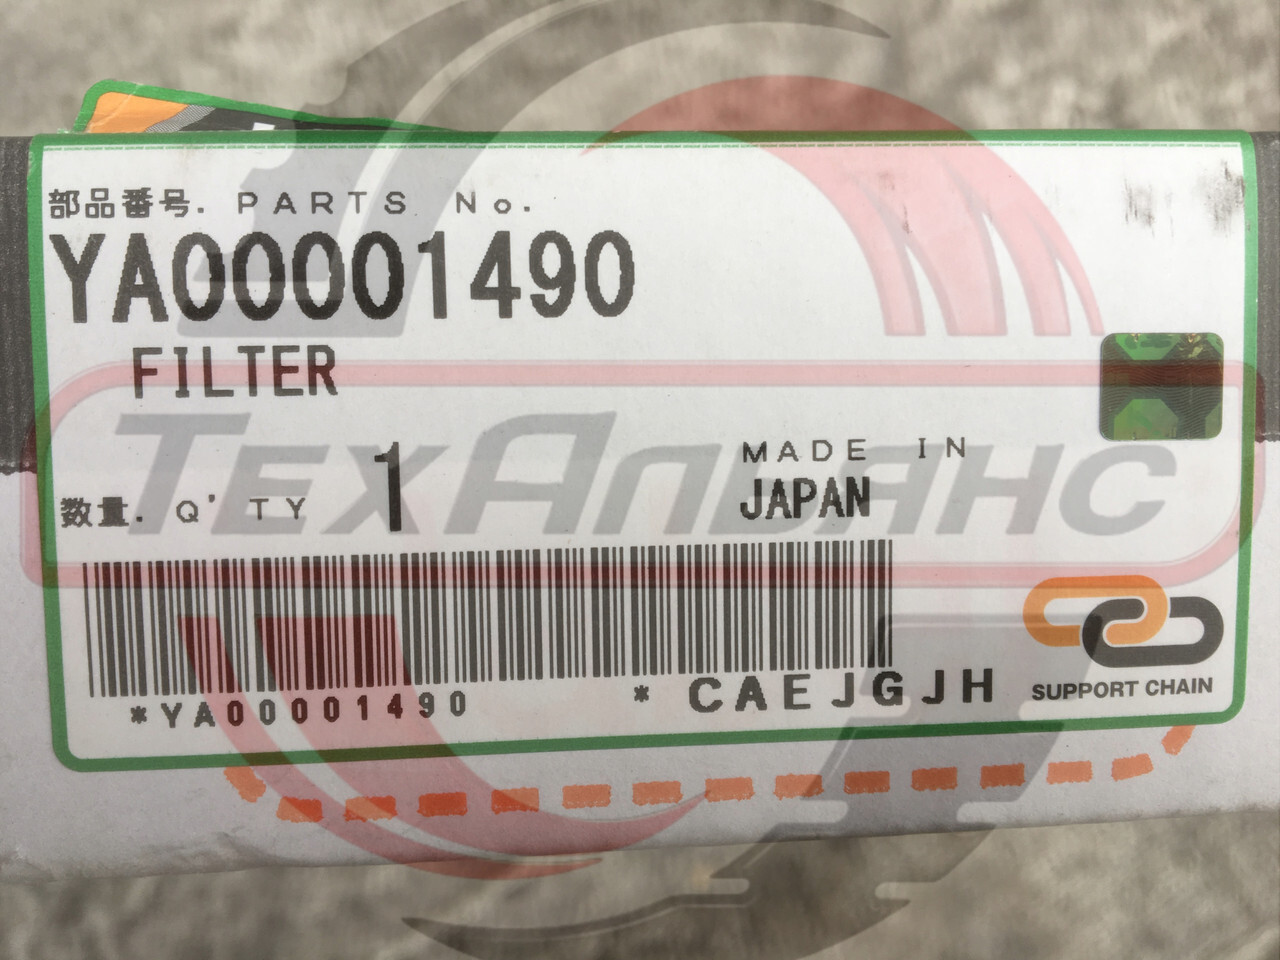 部品番号. PARTS No.
YA00001490
FILTER
ТехАльянс
数量. Q'TY 1
MADE IN
JAPAN
*YA00001490 * CAEJGJH
SUPPORT CHAIN